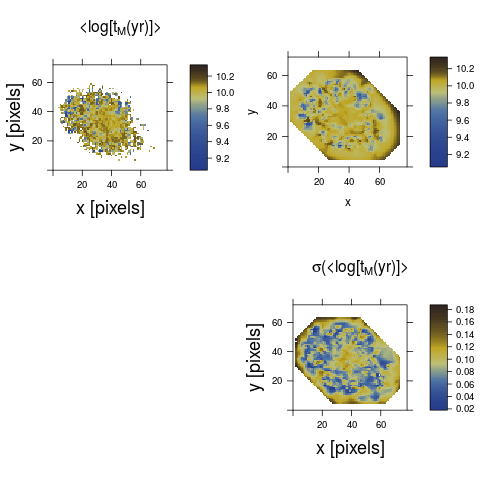 <log[tM(yr)]>
60
40
20
20 40 60
x [pixels]
y [pixels]
10.2
10.0
9.8
9.6
9.4
9.2
60
40
20
20 40 60
x
y
10.2
10.0
9.8
9.6
9.4
9.2
σ(<log[tM(yr)]>
60
40
20
20 40 60
x [pixels]
y [pixels]
0.18
0.16
0.14
0.12
0.10
0.08
0.06
0.04
0.02